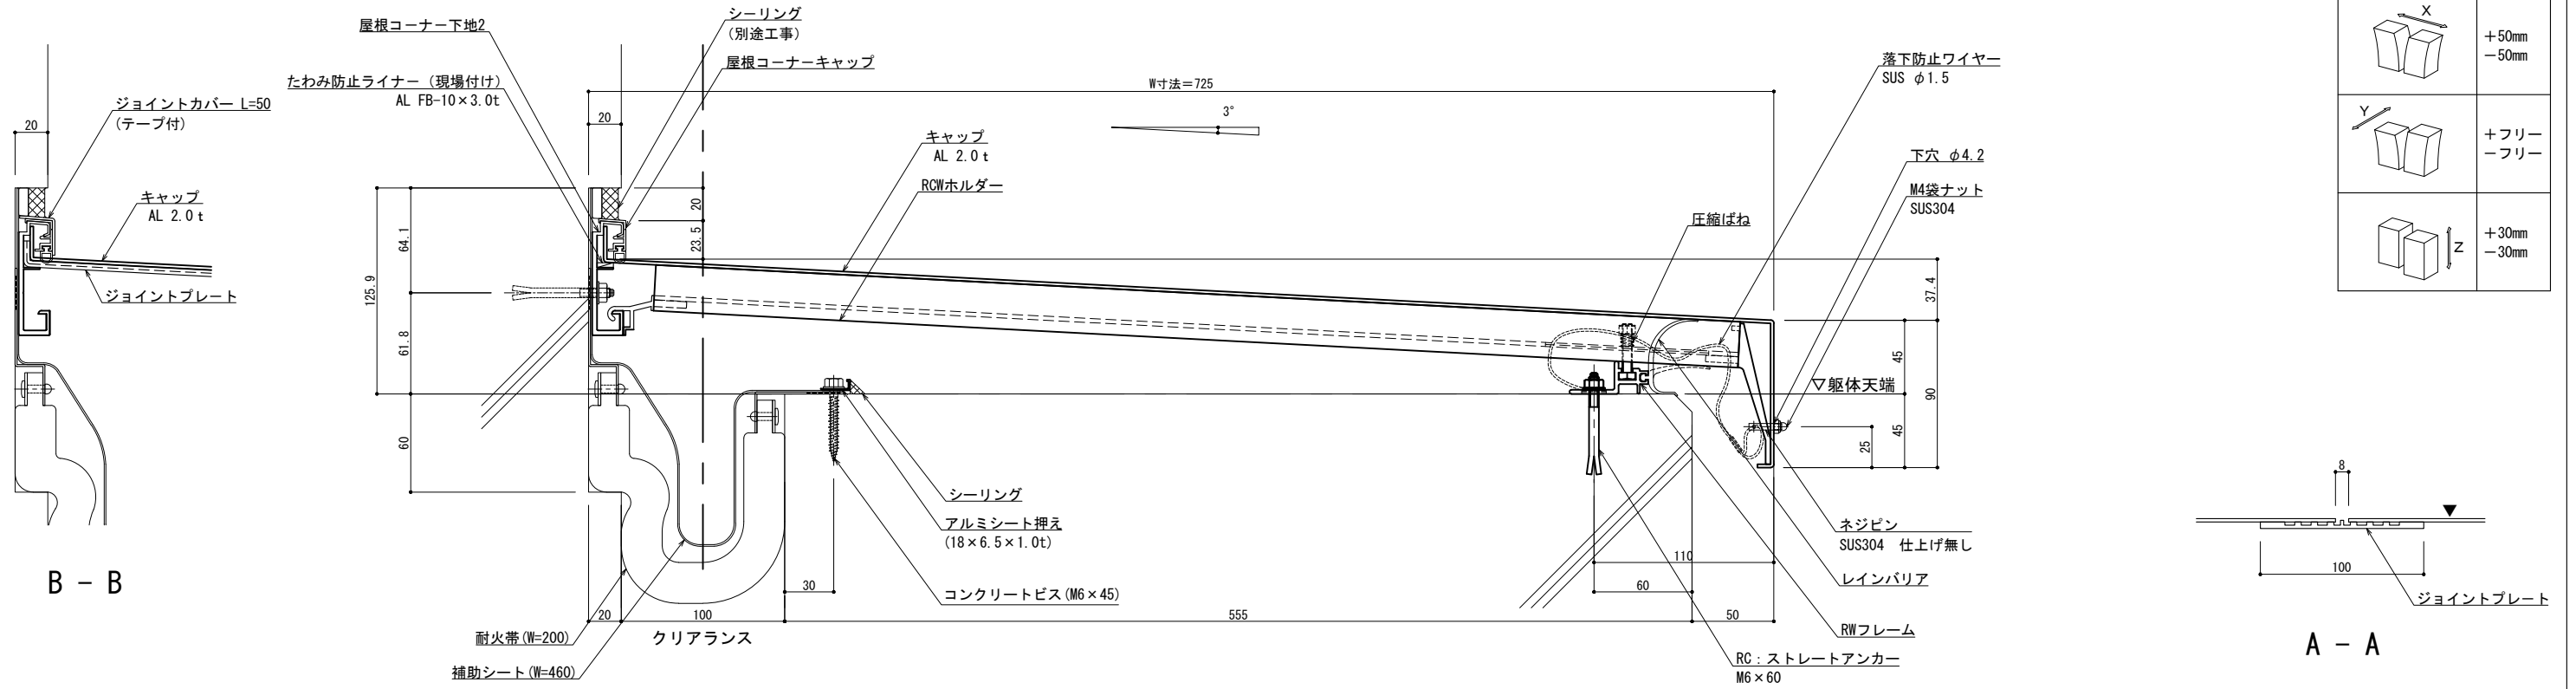 屋根コーナー下地2
シーリング
(別途工事)
屋根コーナーキャップ
たわみ防止ライナー（現場付け）
AL FB-10×3.0t
ジョイントカバー L=50
(テープ付)
20
キャップ
AL 2.0ｔ
ジョイントプレート
B － B
W寸法＝725
20
3°
キャップ
AL 2.0ｔ
RCWホルダー
落下防止ワイヤー
SUS φ1.5
下穴 φ4.2
M4袋ナット
SUS304
圧縮ばね
20
23.5
64.1
125.9
61.8
60
37.4
45
90
45
25
▽躯体天端
シーリング
アルミシート押え
(18×6.5×1.0t)
コンクリートビス(M6×45)
30
20
100
クリアランス
555
60
110
50
耐火帯(W=200)
補助シート(W=460)
ネジピン
SUS304 仕上げ無し
レインバリア
RWフレーム
RC：ストレートアンカー
M6×60
X
＋50mm
－50mm
Y
＋フリー
－フリー
Z
＋30mm
－30mm
8
▼
100
ジョイントプレート
A － A